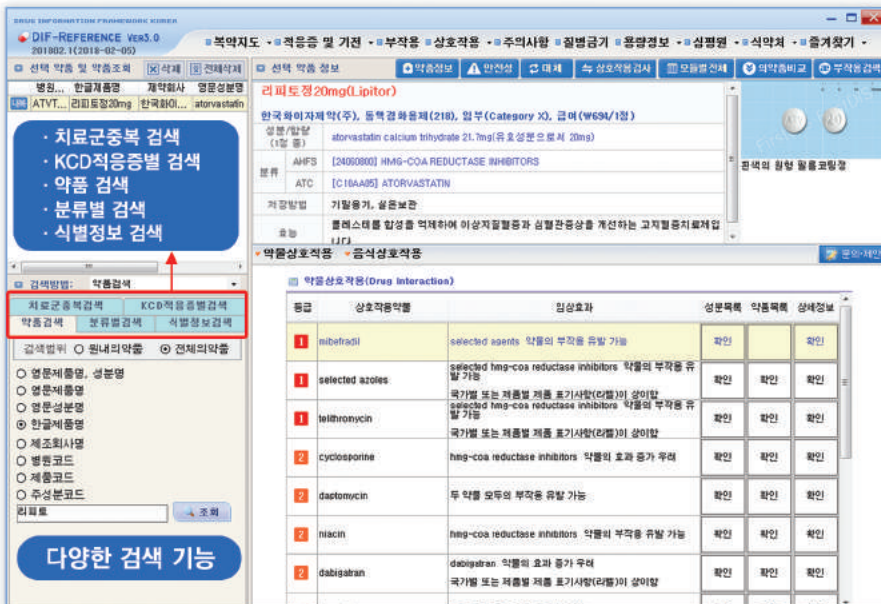 DRUG INFORMATION FRAMEWORK KOREA
DIF-REFERENCE VER3.0
201802.1(2018-02-05)
복약지도 적응증 및 기전 부작용 상호작용 주의사항 질병금기 용량정보 심평원 식약처 즐겨찾기
선택 약품 및 약품조회 삭제 전체삭제
병원... 한글제품명 제약회사 영문성분명
내복 ATVT... 리피토정20mg 한국화이... atorvastatin
· 치료군중복 검색
· KCD적응증별 검색
· 약품 검색
· 분류별 검색
· 식별정보 검색
검색방법: 약품검색
치료군중복검색 KCD적응증별검색
약품검색 분류별검색 식별정보검색
검색범위 원내의약품 전체의약품
영문제품명, 성분명
영문제품명
영문성분명
한글제품명
제조회사명
병원코드
제품코드
주성분코드
리피토 조회
다양한 검색 기능
선택 약품 정보 약품정보 안전성 대체 상호작용검사 모듈별전체 의약품비교 부작용검색
리피토정20mg(Lipitor)
한국화이자제약(주), 동맥경화용제(218), 임부(Category X), 급여(₩694/1정)
성분/함량
(1정 중) atorvastatin calcium trihydrate 21.7mg(유효성분으로서 20mg)
분류 AHFS [24060800] HMG-COA REDUCTASE INHIBITORS
ATC [C10AA05] ATORVASTATIN
저장방법 기밀용기, 실온보관
효능 콜레스테롤 합성을 억제하여 이상지질혈증과 심혈관증상을 개선하는 고지혈증치료제입니다
흰색의 원형 필름코팅정
약물상호작용 음식상호작용 문의·제안
약물상호작용(Drug Interaction)
등급 상호작용약물 임상효과 성분목록 약품목록 상세정보
1 mibefradil selected agents 약물의 부작용 유발 가능 확인 확인
1 selected azoles selected hmg-coa reductase inhibitors 약물의 부작용 유발 가능
국가별 또는 제품별 제품 표기사항(라벨)이 상이함 확인 확인 확인
1 telithromycin selected hmg-coa reductase inhibitors 약물의 부작용 유발 가능
국가별 또는 제품별 제품 표기사항(라벨)이 상이함 확인 확인 확인
2 cyclosporine hmg-coa reductase inhibitors 약물의 효과 증가 우려 확인 확인 확인
2 daptomycin 두 약물 모두의 부작용 유발 가능 확인 확인 확인
2 niacin hmg-coa reductase inhibitors 약물의 부작용 유발 가능 확인 확인 확인
2 dabigatran dabigatran 약물의 효과 증가 우려
국가별 또는 제품별 제품 표기사항(라벨)이 상이함 확인 확인 확인